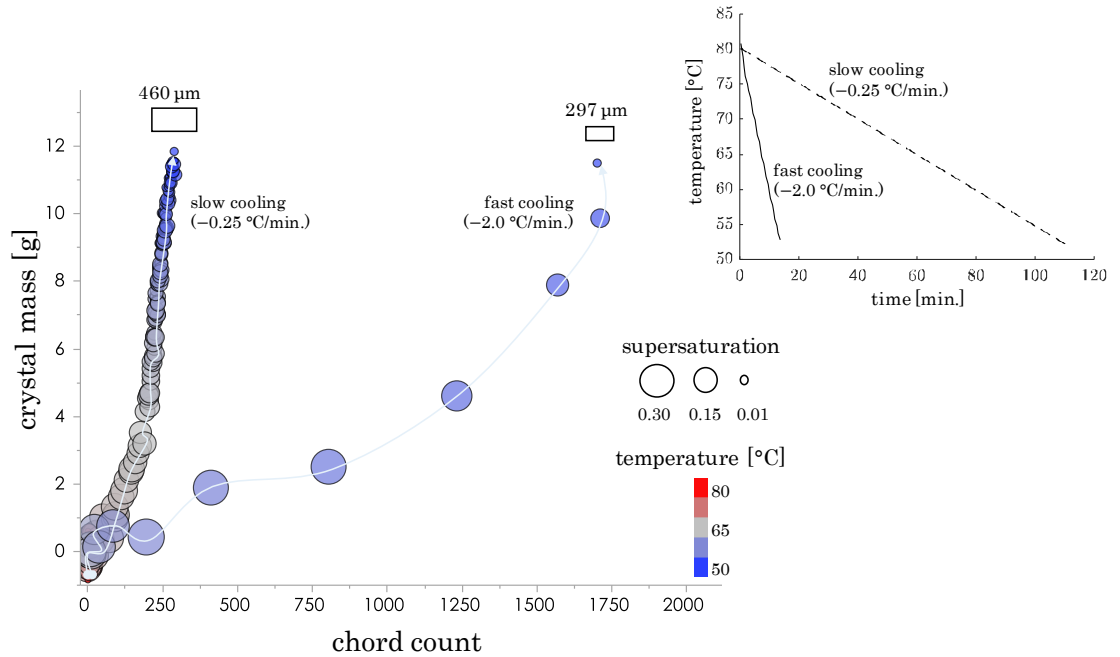 460 µm
297 µm
crystal mass [g]
12
10
8
6
4
2
0
slow cooling
(−0.25 °C/min.)
fast cooling
(−2.0 °C/min.)
0
250
500
750
1000
1250
1500
1750
2000
chord count
temperature [°C]
85
80
75
70
65
60
55
50
slow cooling
(−0.25 °C/min.)
fast cooling
(−2.0 °C/min.)
0
20
40
60
80
100
120
time [min.]
supersaturation
0.30 0.15 0.01
temperature [°C]
80
65
50